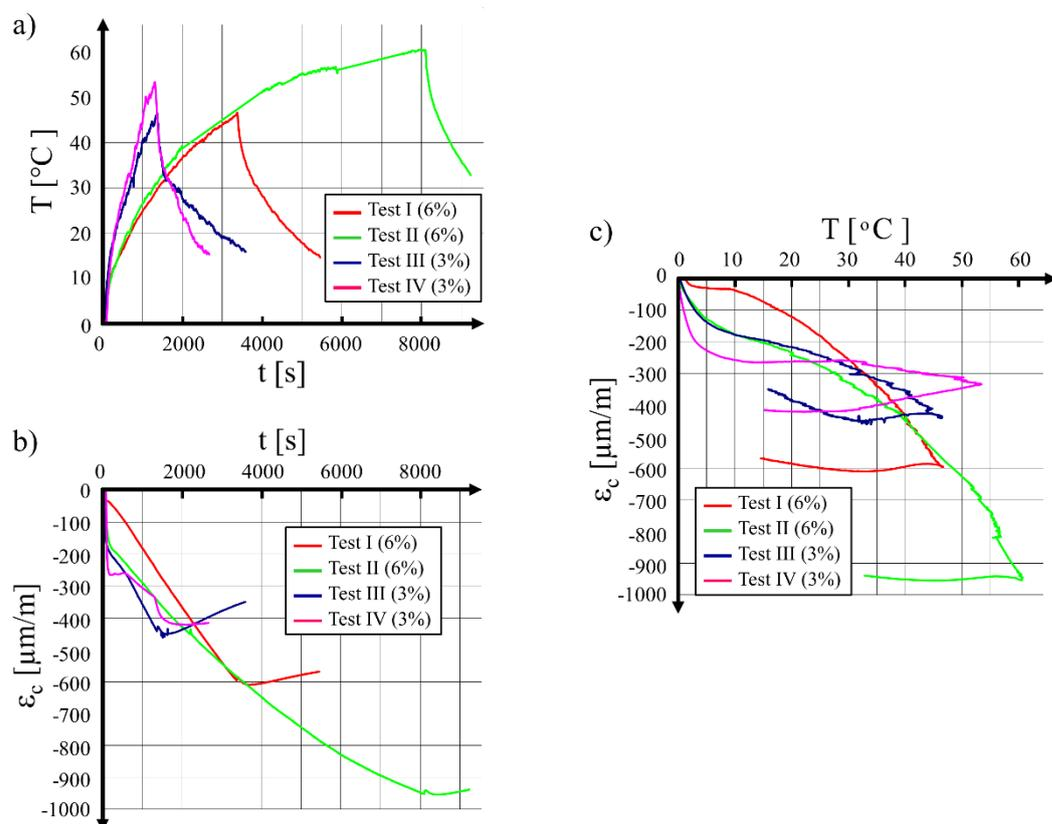 a)
T [°C]
60
50
40
30
20
10
0
0
2000
4000
6000
8000
t [s]
Test I (6%)
Test II (6%)
Test III (3%)
Test IV (3%)
b)
t [s]
0
2000
4000
6000
8000
0
-100
-200
-300
-400
-500
-600
-700
-800
-900
-1000
εc [μm/m]
Test I (6%)
Test II (6%)
Test III (3%)
Test IV (3%)
c)
T [°C]
0
10
20
30
40
50
60
0
-100
-200
-300
-400
-500
-600
-700
-800
-900
-1000
εc [μm/m]
Test I (6%)
Test II (6%)
Test III (3%)
Test IV (3%)